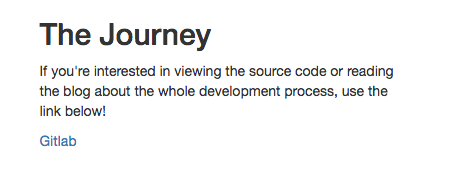 The Journey
If you're interested in viewing the source code or reading
the blog about the whole development process, use the
link below!
Gitlab